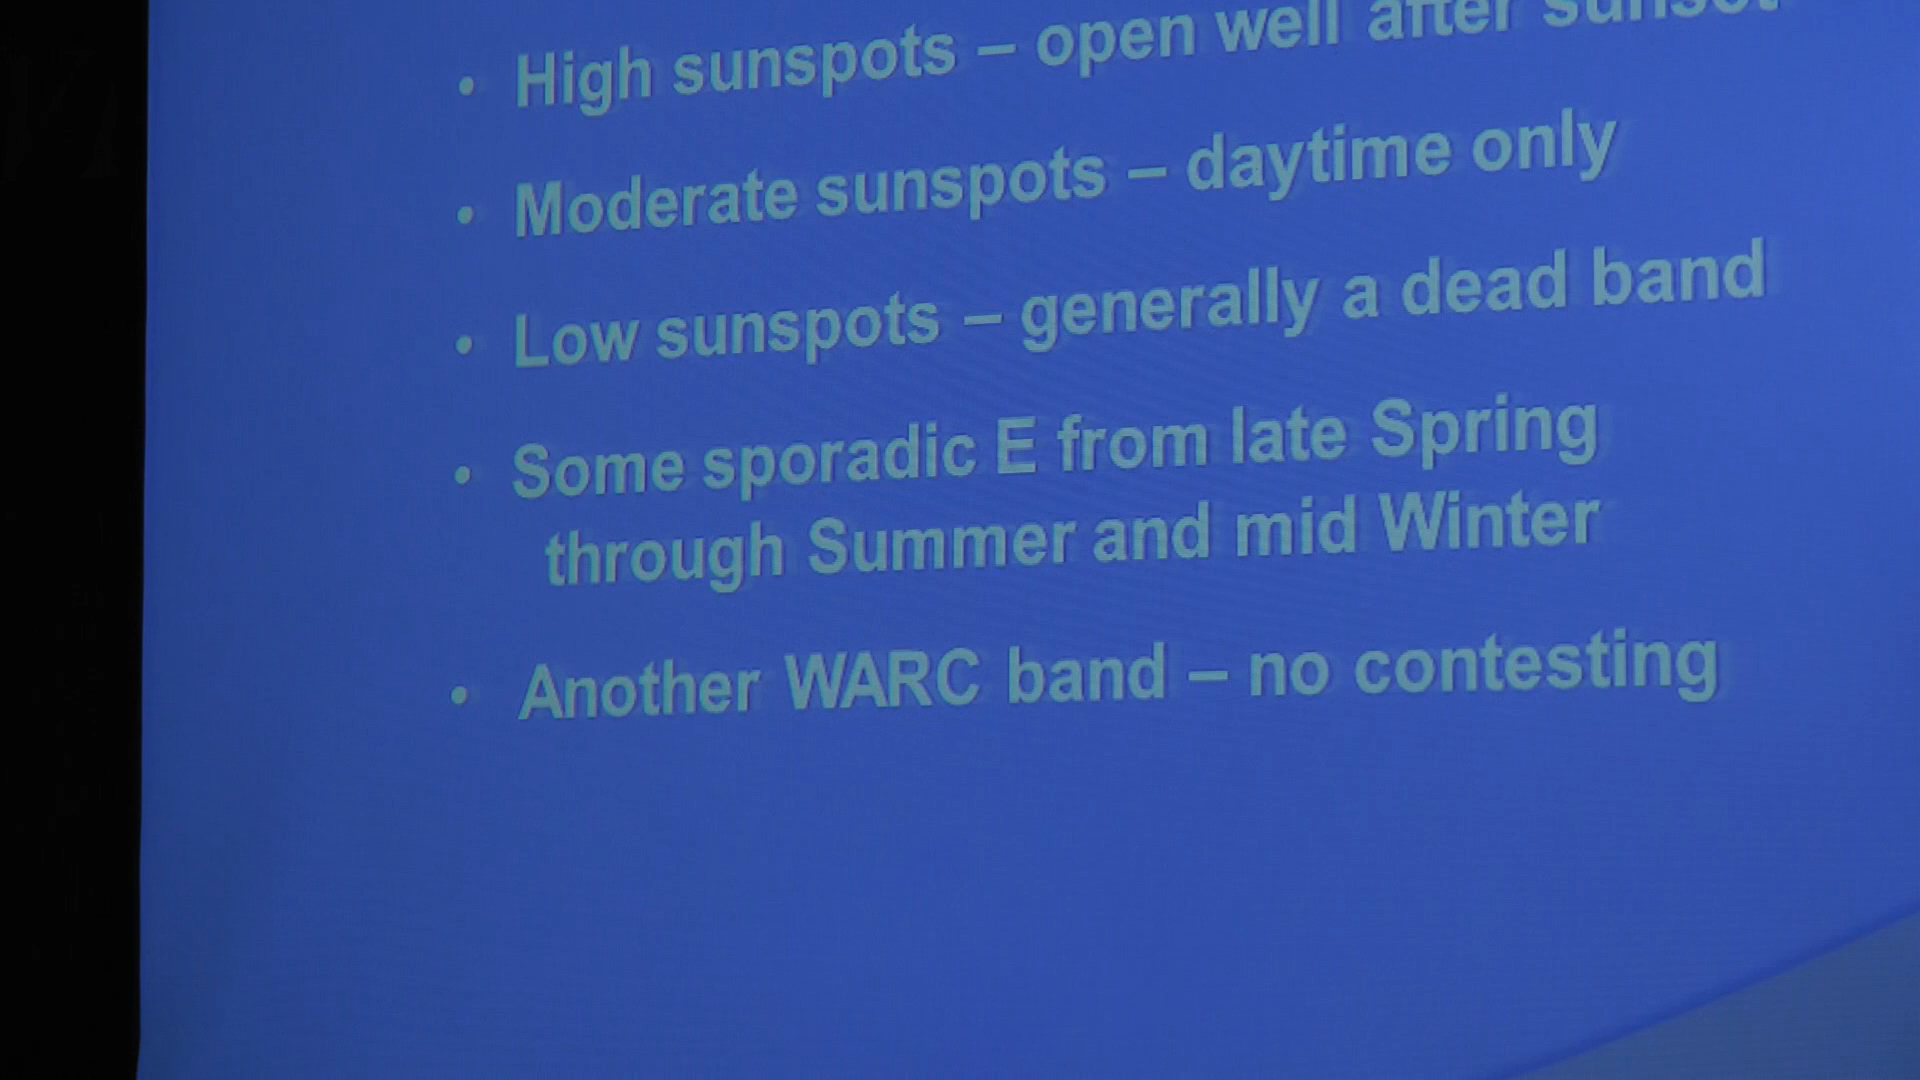 • High sunspots – open well after sunset
• Moderate sunspots – daytime only
• Low sunspots – generally a dead band
• Some sporadic E from late Spring
through Summer and mid Winter
• Another WARC band – no contesting